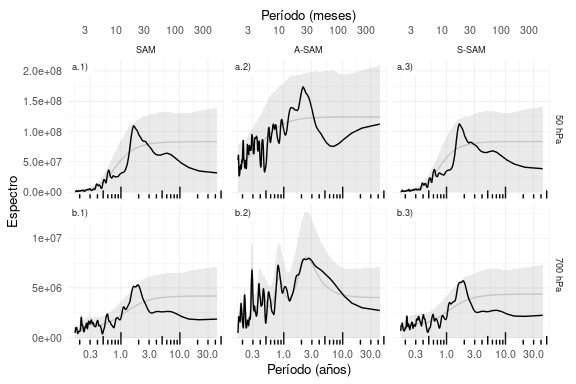 Período (meses)
3 10 30 100 300 3 10 30 100 300 3 10 30 100 300
SAM A-SAM S-SAM
a.1) a.2) a.3)
2.0e+08
1.5e+08
1.0e+08
5.0e+07
0.0e+00
50 hPa
Espectro
b.1) b.2) b.3)
1e+07
5e+06
0e+00
700 hPa
0.3 1.0 3.0 10.0 30.0 0.3 1.0 3.0 10.0 30.0 0.3 1.0 3.0 10.0 30.0
Período (años)